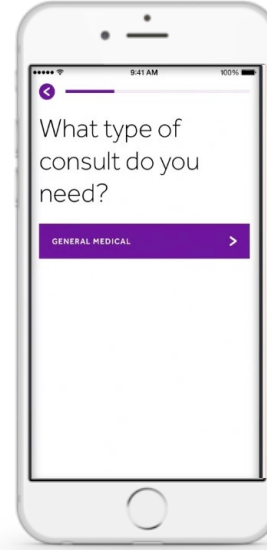 9:41 AM 100%
What type of
consult do you
need?
GENERAL MEDICAL